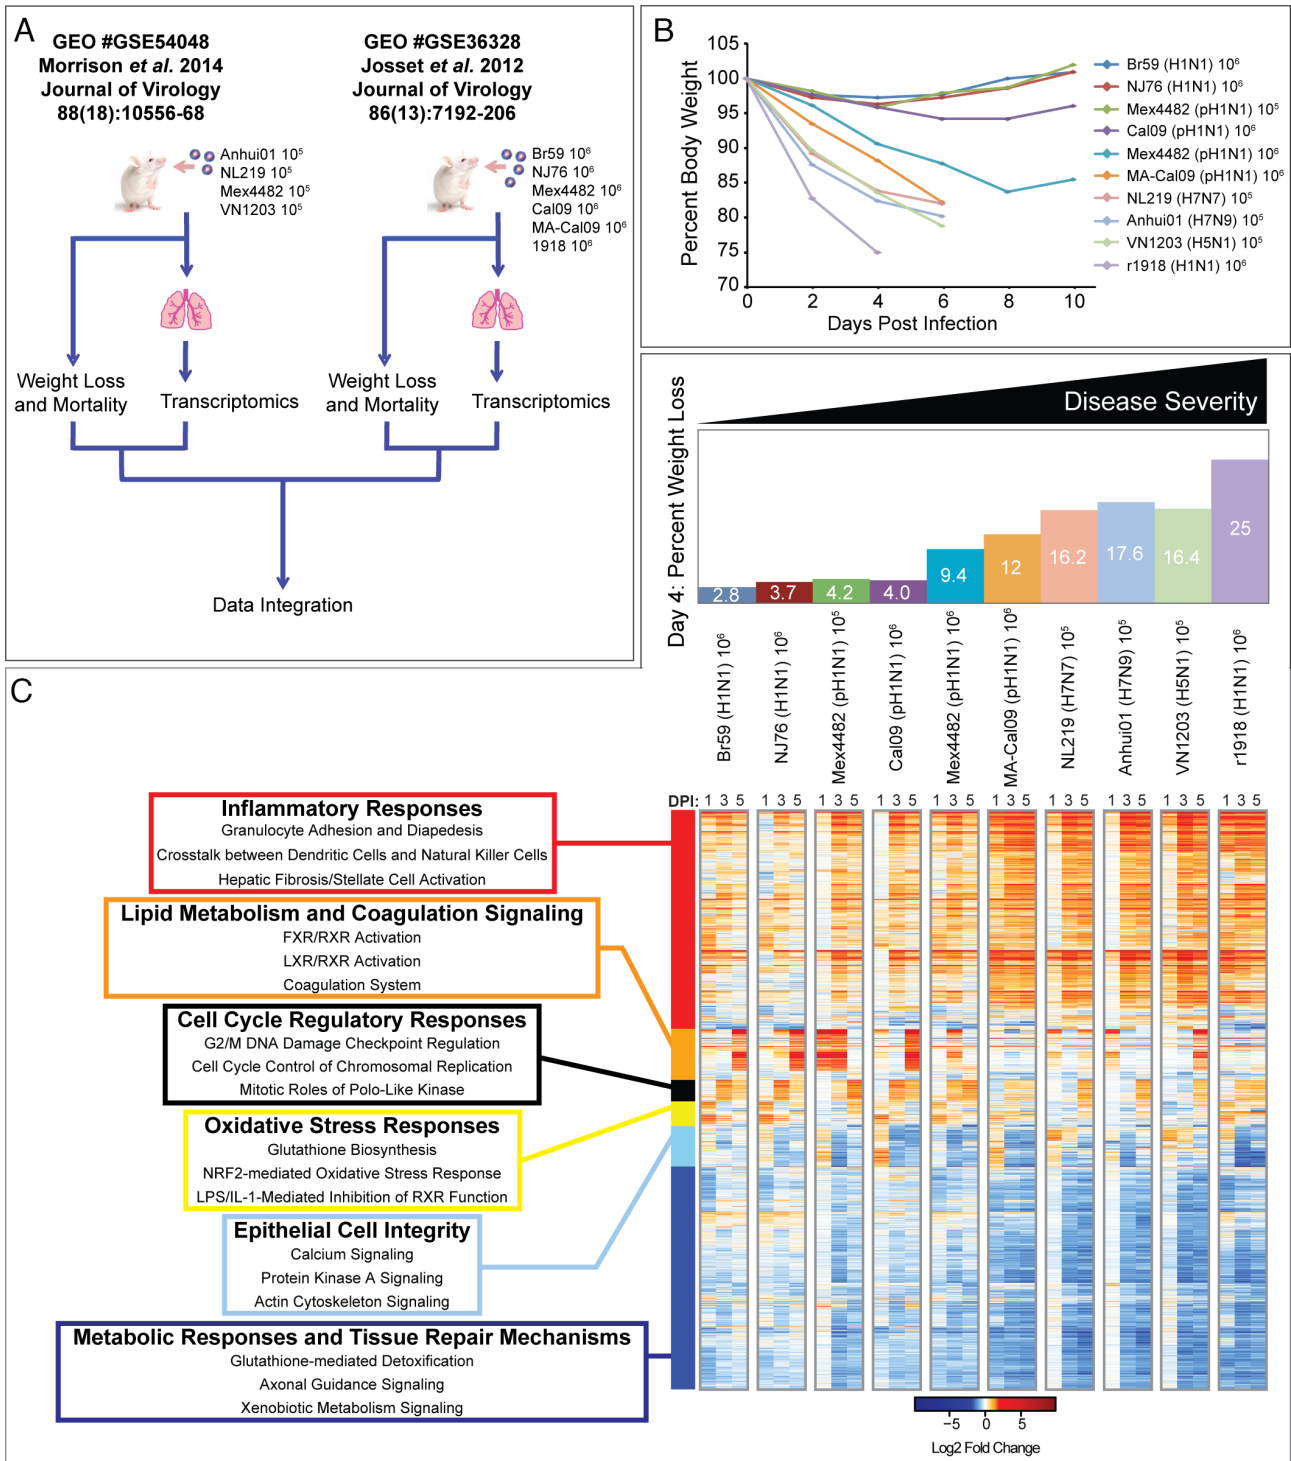 A
GEO #GSE54048
Morrison et al. 2014
Journal of Virology
88(18):10556-68
GEO #GSE36328
Josset et al. 2012
Journal of Virology
86(13):7192-206
Anhui01 10⁵
NL219 10⁵
Mex4482 10⁵
VN1203 10⁵
Br59 10⁶
NJ76 10⁶
Mex4482 10⁶
Cal09 10⁶
MA-Cal09 10⁶
1918 10⁶
Weight Loss
and Mortality
Transcriptomics
Weight Loss
and Mortality
Transcriptomics
Data Integration
B
Percent Body Weight
105
100
95
90
85
80
75
70
0 2 4 6 8 10
Days Post Infection
Br59 (H1N1) 10⁶
NJ76 (H1N1) 10⁶
Mex4482 (pH1N1) 10⁵
Cal09 (pH1N1) 10⁶
Mex4482 (pH1N1) 10⁶
MA-Cal09 (pH1N1) 10⁶
NL219 (H7N7) 10⁵
Anhui01 (H7N9) 10⁵
VN1203 (H5N1) 10⁵
r1918 (H1N1) 10⁶
Disease Severity
Day 4: Percent Weight Loss
2.8 3.7 4.2 4.0 9.4 12 16.2 17.6 16.4 25
Br59 (H1N1) 10⁶
NJ76 (H1N1) 10⁶
Mex4482 (pH1N1) 10⁵
Cal09 (pH1N1) 10⁶
Mex4482 (pH1N1) 10⁶
MA-Cal09 (pH1N1) 10⁶
NL219 (H7N7) 10⁵
Anhui01 (H7N9) 10⁵
VN1203 (H5N1) 10⁵
r1918 (H1N1) 10⁶
C
DPI: 1 3 5 1 3 5 1 3 5 1 3 5 1 3 5 1 3 5 1 3 5 1 3 5 1 3 5 1 3 5
Inflammatory Responses
Granulocyte Adhesion and Diapedesis
Crosstalk between Dendritic Cells and Natural Killer Cells
Hepatic Fibrosis/Stellate Cell Activation
Lipid Metabolism and Coagulation Signaling
FXR/RXR Activation
LXR/RXR Activation
Coagulation System
Cell Cycle Regulatory Responses
G2/M DNA Damage Checkpoint Regulation
Cell Cycle Control of Chromosomal Replication
Mitotic Roles of Polo-Like Kinase
Oxidative Stress Responses
Glutathione Biosynthesis
NRF2-mediated Oxidative Stress Response
LPS/IL-1-Mediated Inhibition of RXR Function
Epithelial Cell Integrity
Calcium Signaling
Protein Kinase A Signaling
Actin Cytoskeleton Signaling
Metabolic Responses and Tissue Repair Mechanisms
Glutathione-mediated Detoxification
Axonal Guidance Signaling
Xenobiotic Metabolism Signaling
−5 0 5
Log2 Fold Change